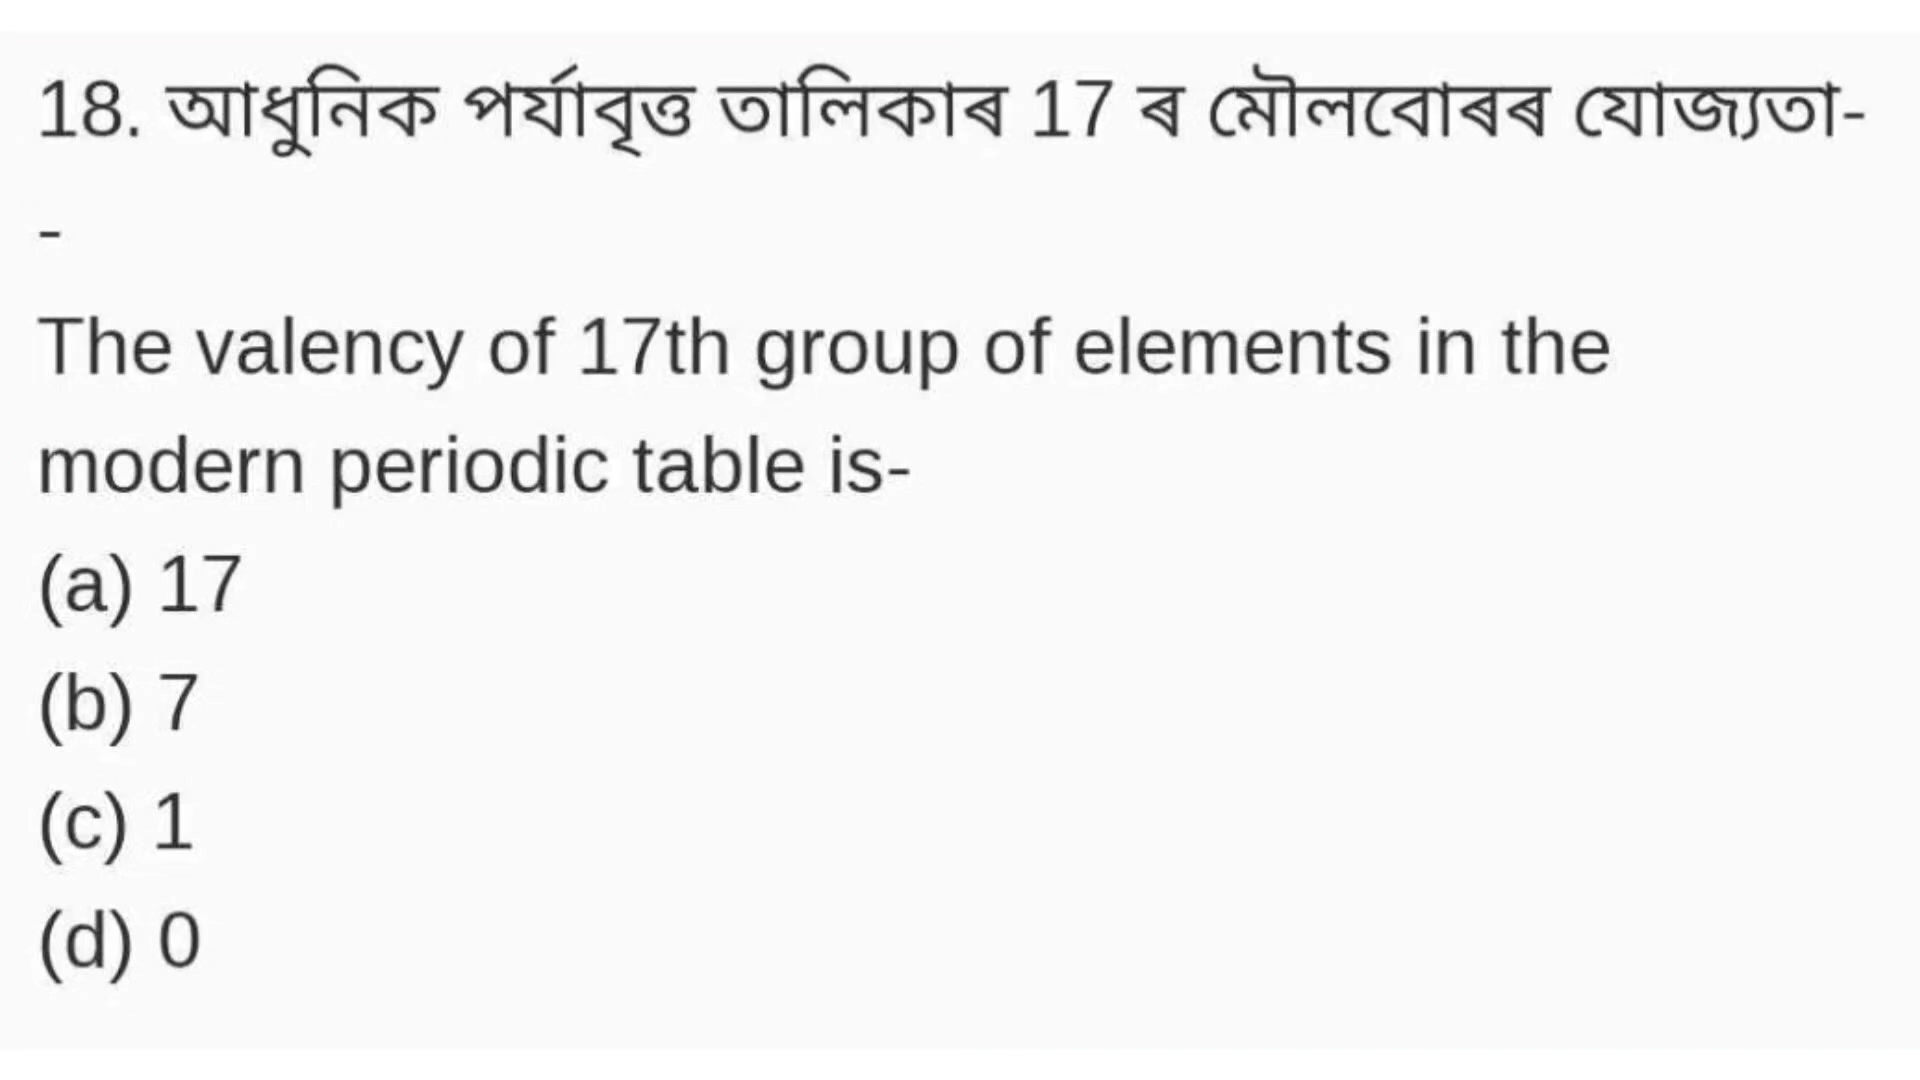 18. আধুনিক পৰ্যাবৃত্ত তালিকাৰ 17 ৰ মৌলবোৰৰ যোজ্যতা-
-
The valency of 17th group of elements in the
modern periodic table is-
(a) 17
(b) 7
(c) 1
(d) 0